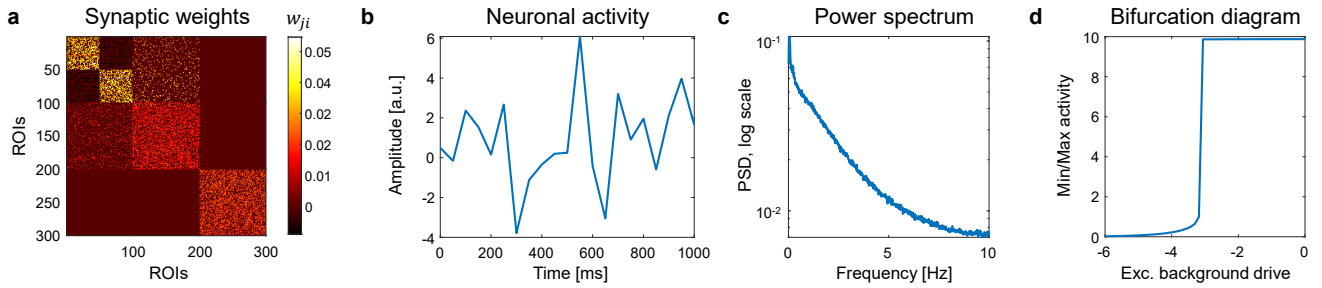 a Synaptic weights
w_ji
0.05
0.04
0.02
0.02
0.01
0
50
100
150
200
250
300
100 200 300
ROIs
ROIs
b Neuronal activity
6
4
2
0
-2
-4
0 200 400 600 800 1000
Amplitude [a.u.]
Time [ms]
c Power spectrum
10^-1
10^-2
0 5 10
PSD, log scale
Frequency [Hz]
d Bifurcation diagram
10
8
6
4
2
0
-6 -4 -2 0
Min/Max activity
Exc. background drive